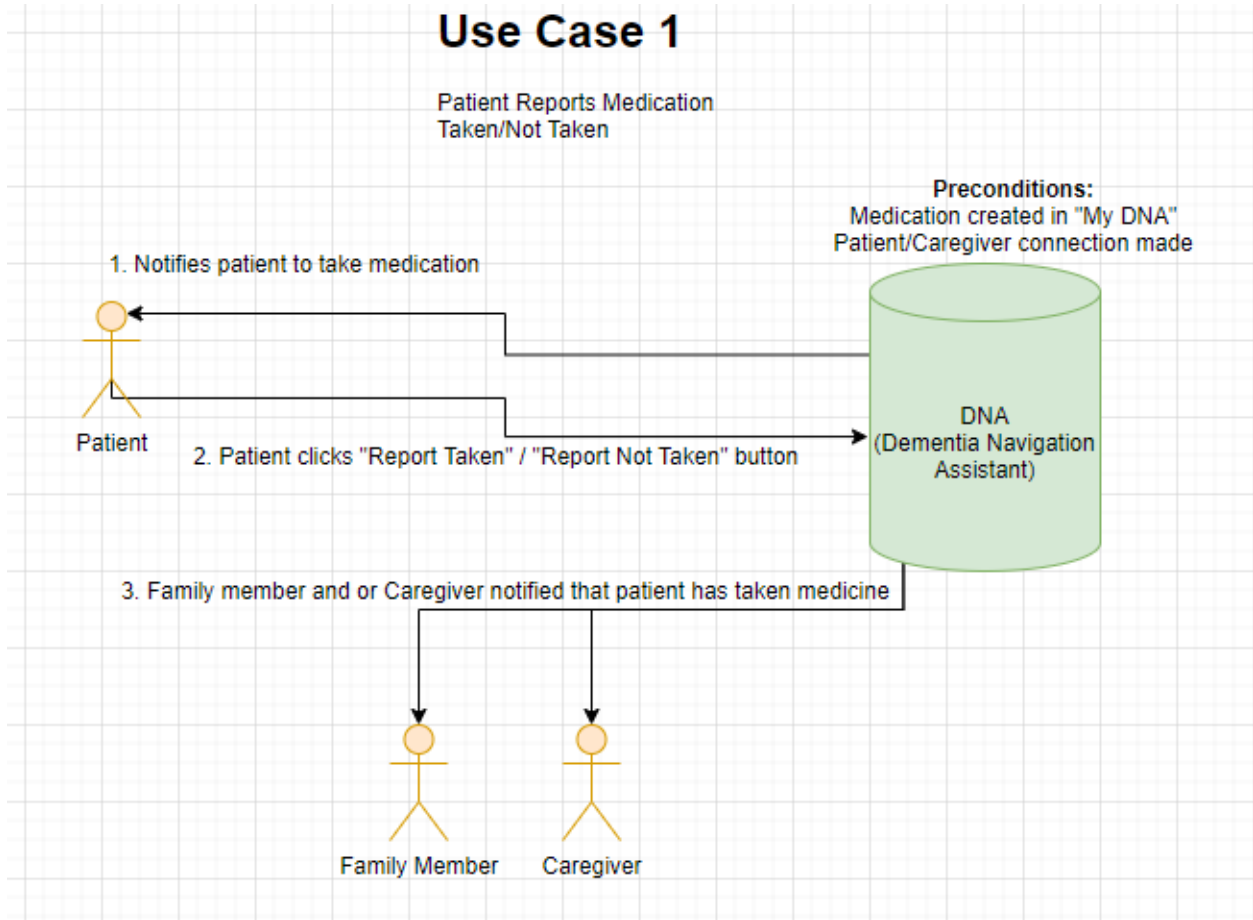 Use Case 1
Patient Reports Medication
Taken/Not Taken
Preconditions:
Medication created in "My DNA"
Patient/Caregiver connection made
1. Notifies patient to take medication
Patient
2. Patient clicks "Report Taken" / "Report Not Taken" button
DNA
(Dementia Navigation
Assistant)
3. Family member and or Caregiver notified that patient has taken medicine
Family Member
Caregiver